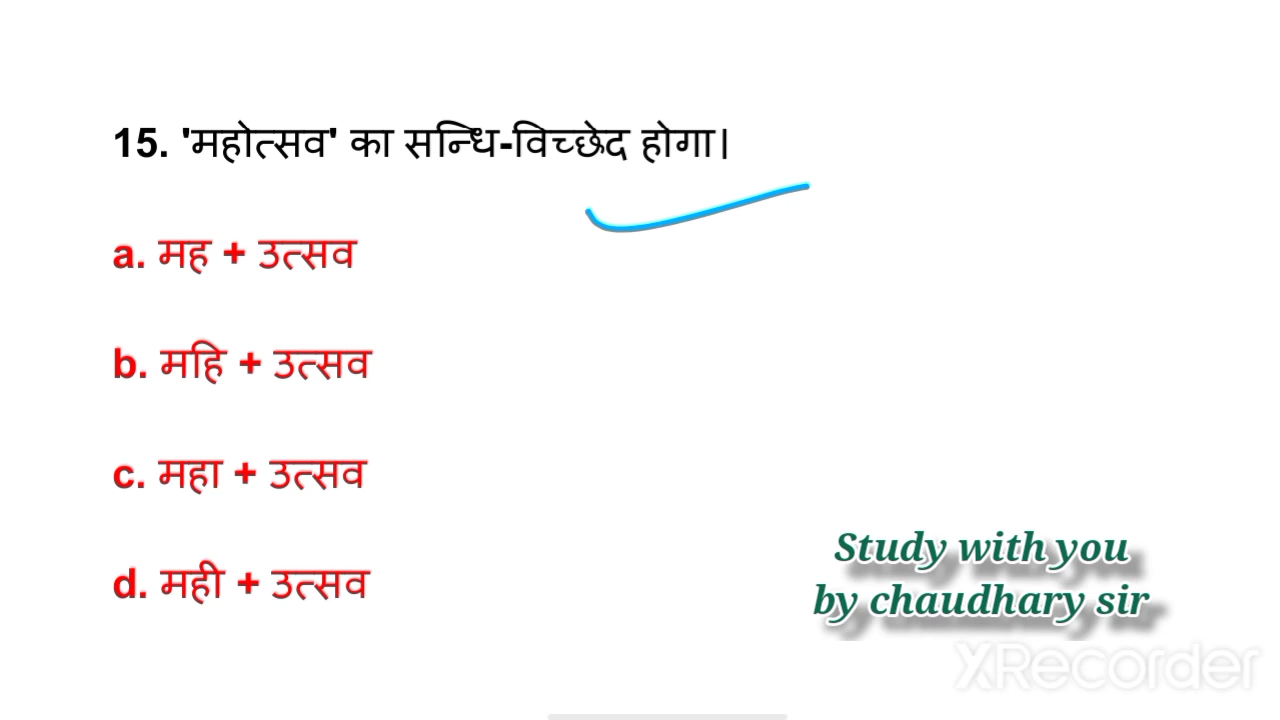 15. 'महोत्सव' का सन्धि-विच्छेद होगा।
a. मह + उत्सव
b. महि + उत्सव
c. महा + उत्सव
d. मही + उत्सव
Study with you
by chaudhary sir
XRecorder